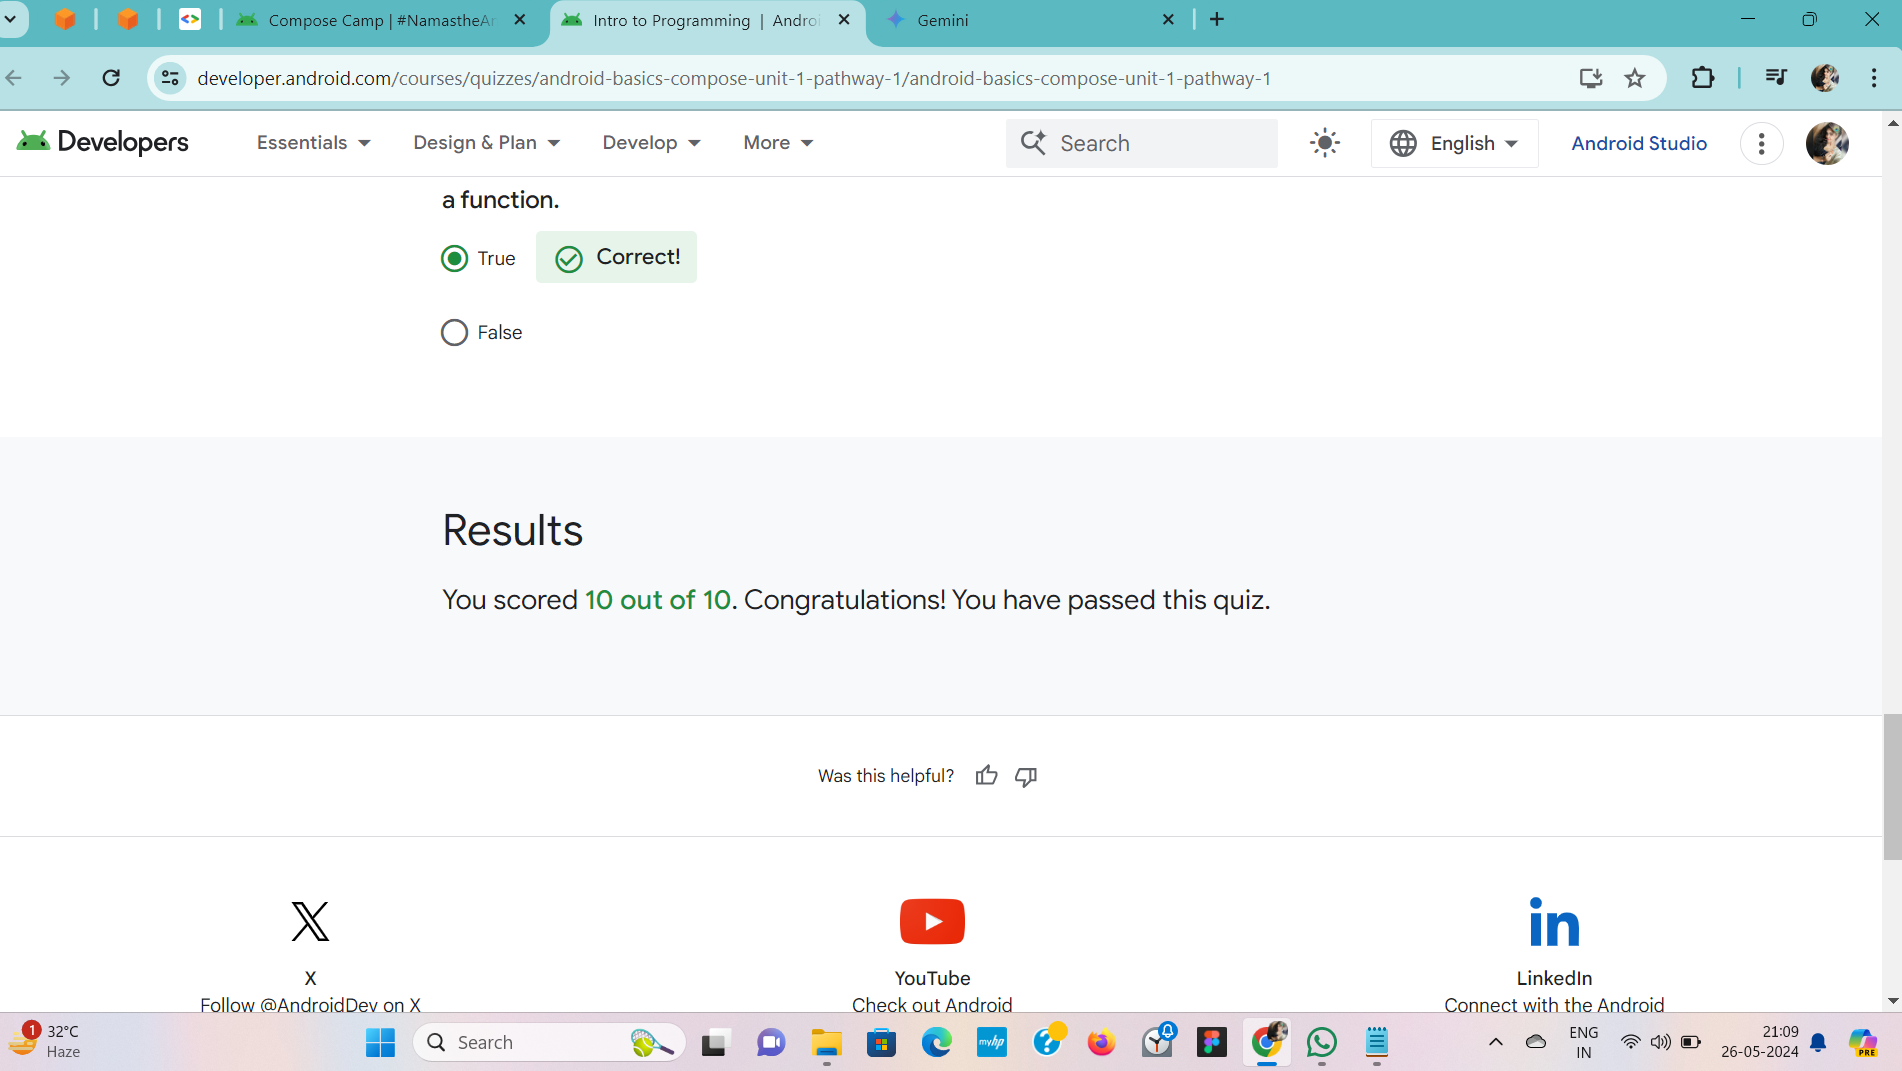 Compose Camp | #NamastheAn
Intro to Programming | Androi
Gemini
developer.android.com/courses/quizzes/android-basics-compose-unit-1-pathway-1/android-basics-compose-unit-1-pathway-1
Developers
Essentials
Design & Plan
Develop
More
Search
English
Android Studio
a function.
True
Correct!
False
Results
You scored 10 out of 10. Congratulations! You have passed this quiz.
Was this helpful?
X
YouTube
LinkedIn
Follow @AndroidDev on X
Check out Android
Connect with the Android
1
32°C
Haze
Search
myhp
ENG
IN
21:09
26-05-2024
PRE